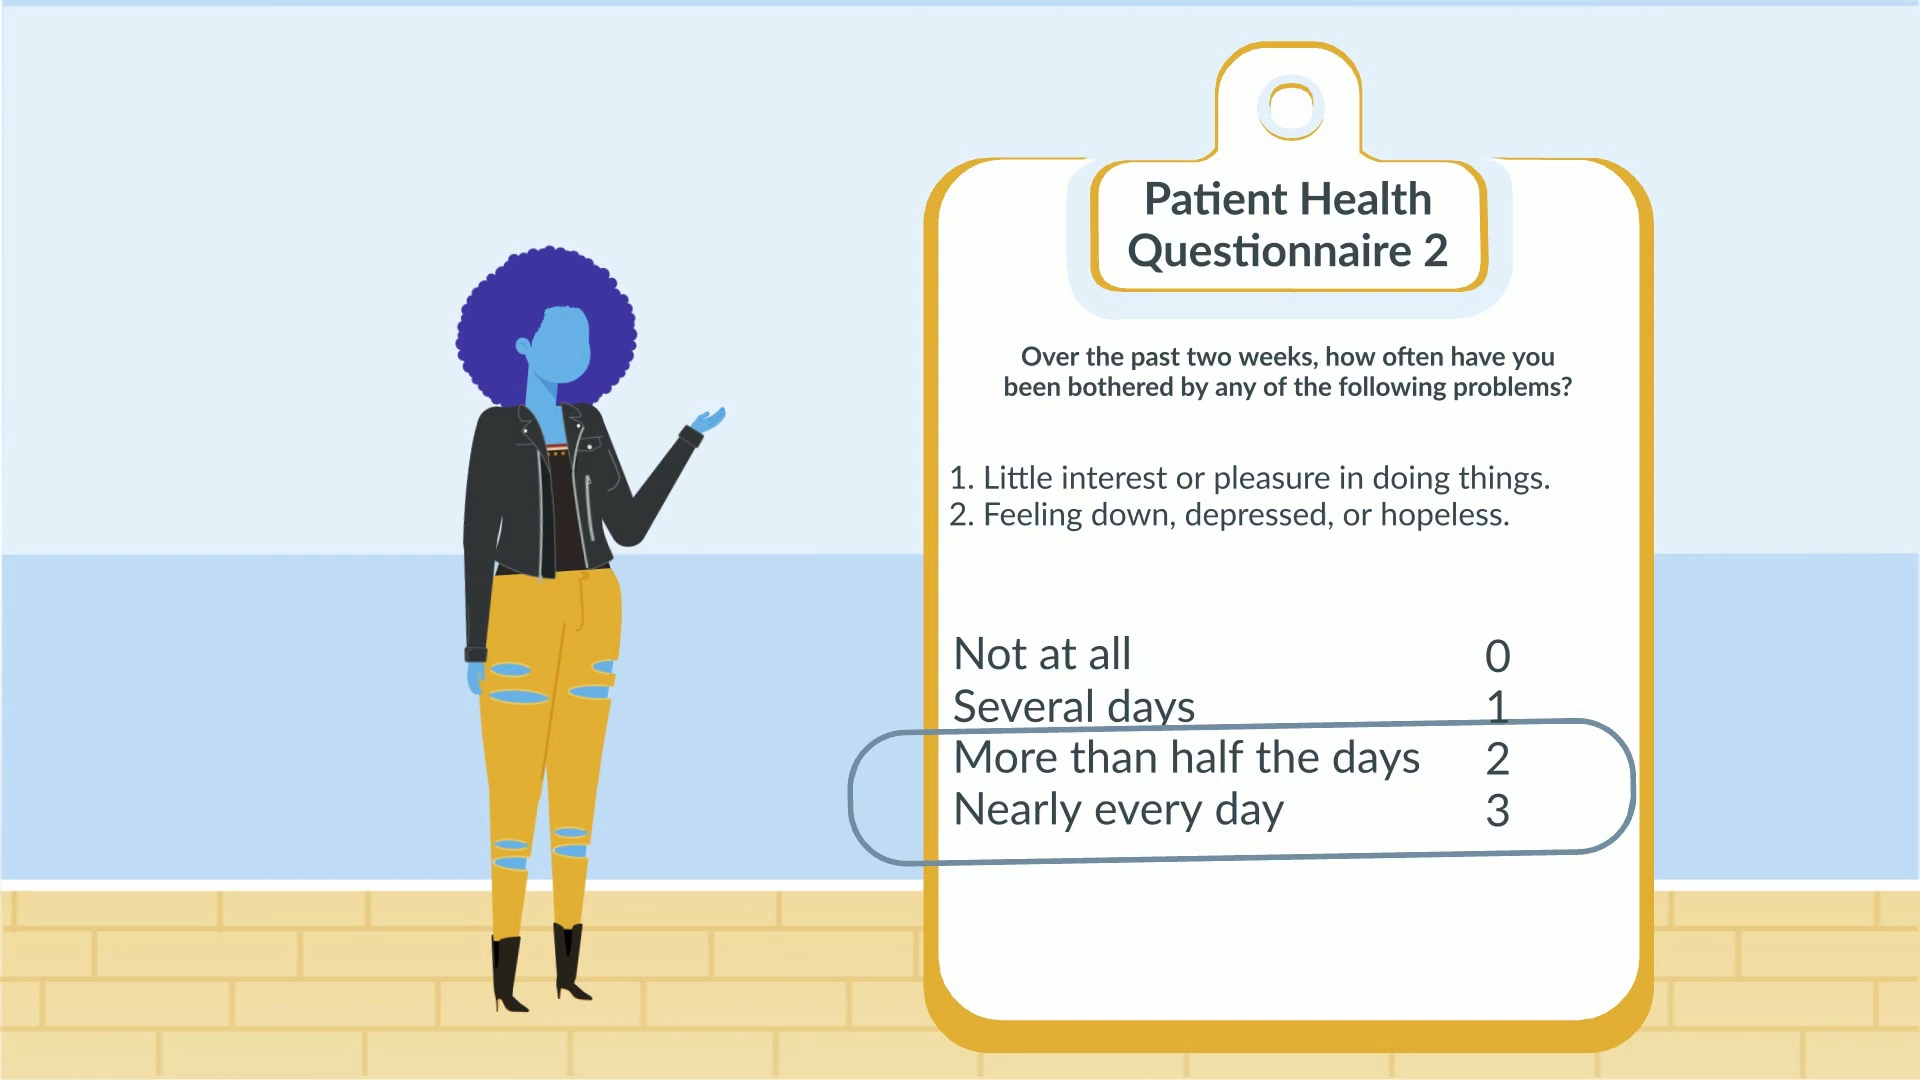 Patient Health
Questionnaire 2
Over the past two weeks, how often have you
been bothered by any of the following problems?
1. Little interest or pleasure in doing things.
2. Feeling down, depressed, or hopeless.
Not at all 0
Several days 1
More than half the days 2
Nearly every day 3